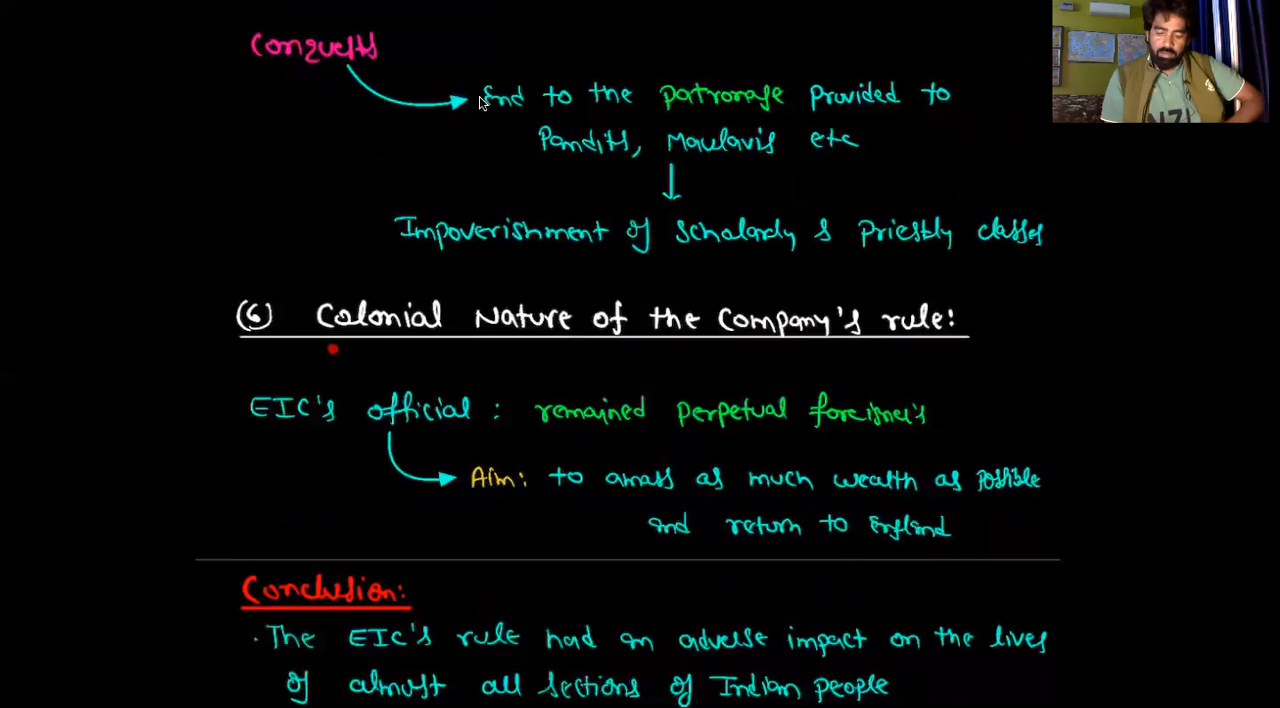 Conquests
End to the patronage provided to
Pandits, Maulavis etc
Impoverishment of scholarly & Priestly classes
(6) Colonial Nature of the Company's rule:
EIC's official : remained perpetual foreigners
Aim: to amass as much wealth as possible
and return to England
Conclusion:
. The EIC's rule had an adverse impact on the lives
of almost all sections of Indian people
NZ